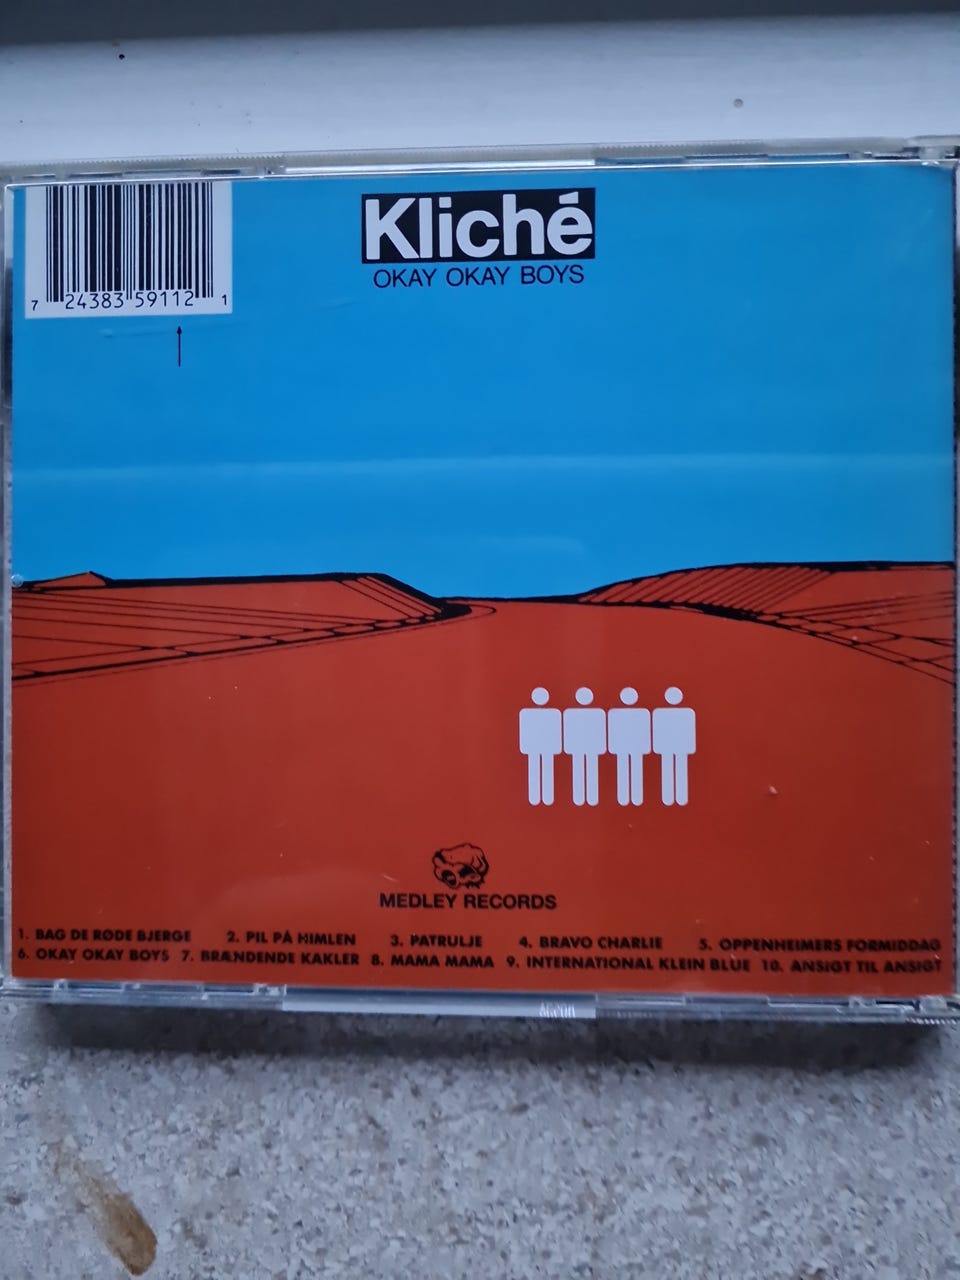 Kliché
OKAY OKAY BOYS
7 24383 59112 1
MEDLEY RECORDS
1. BAG DE RØDE BJERGE 2. PIL PÅ HIMLEN 3. PATRULJE 4. BRAVO CHARLIE 5. OPPENHEIMERS FORMIDDAG
6. OKAY OKAY BOYS 7. BRÆNDENDE KAKLER 8. MAMA MAMA 9. INTERNATIONAL KLEIN BLUE 10. ANSIGT TIL ANSIGT